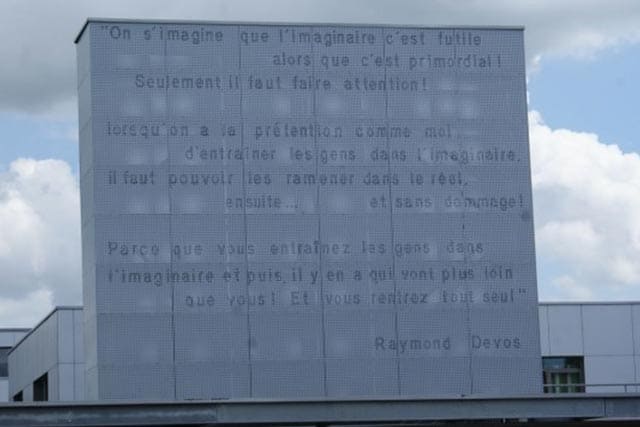 "On s'imagine que l'imaginaire c'est futile
alors que c'est primordial !
Seulement il faut faire attention !
lorsqu'on a la prétention comme moi
d'entraîner les gens dans l'imaginaire,
il faut pouvoir les ramener dans le réel,
ensuite... et sans dommage !
Parce que vous entraînez les gens dans
l'imaginaire et puis, il y en a qui vont plus loin
que vous ! Et vous rentrez tout seul"
Raymond Devos